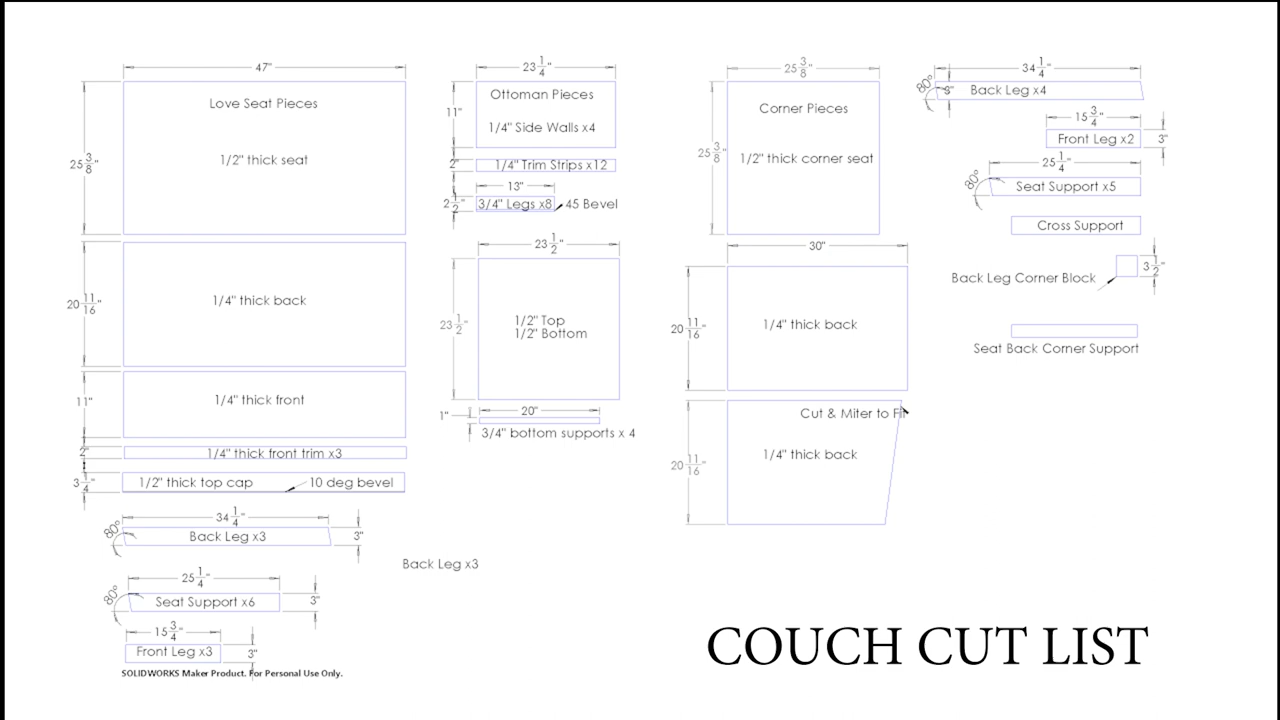 47"
Love Seat Pieces
25 3/8"
1/2" thick seat
20 11/16"
1/4" thick back
11"
1/4" thick front
2"
1/4" thick front trim x3
3 1/4"
1/2" thick top cap
10 deg bevel
34 1/4"
80°
Back Leg x3
3"
Back Leg x3
25 1/4"
80°
Seat Support x6
3"
15 3/4"
Front Leg x3
3"
SOLIDWORKS Maker Product. For Personal Use Only.
23 1/4"
Ottoman Pieces
11"
1/4" Side Walls x4
2"
1/4" Trim Strips x12
13"
2 1/2"
3/4" Legs x8
45 Bevel
23 1/2"
23 1/2"
1/2" Top
1/2" Bottom
20"
1"
3/4" bottom supports x 4
25 3/8"
Corner Pieces
25 3/8"
1/2" thick corner seat
30"
20 11/16"
1/4" thick back
Cut & Miter to Fit
20 11/16"
1/4" thick back
34 1/4"
80°
3"
Back Leg x4
15 3/4"
Front Leg x2
3"
25 1/4"
80°
Seat Support x5
Cross Support
3 1/2"
Back Leg Corner Block
Seat Back Corner Support
COUCH CUT LIST